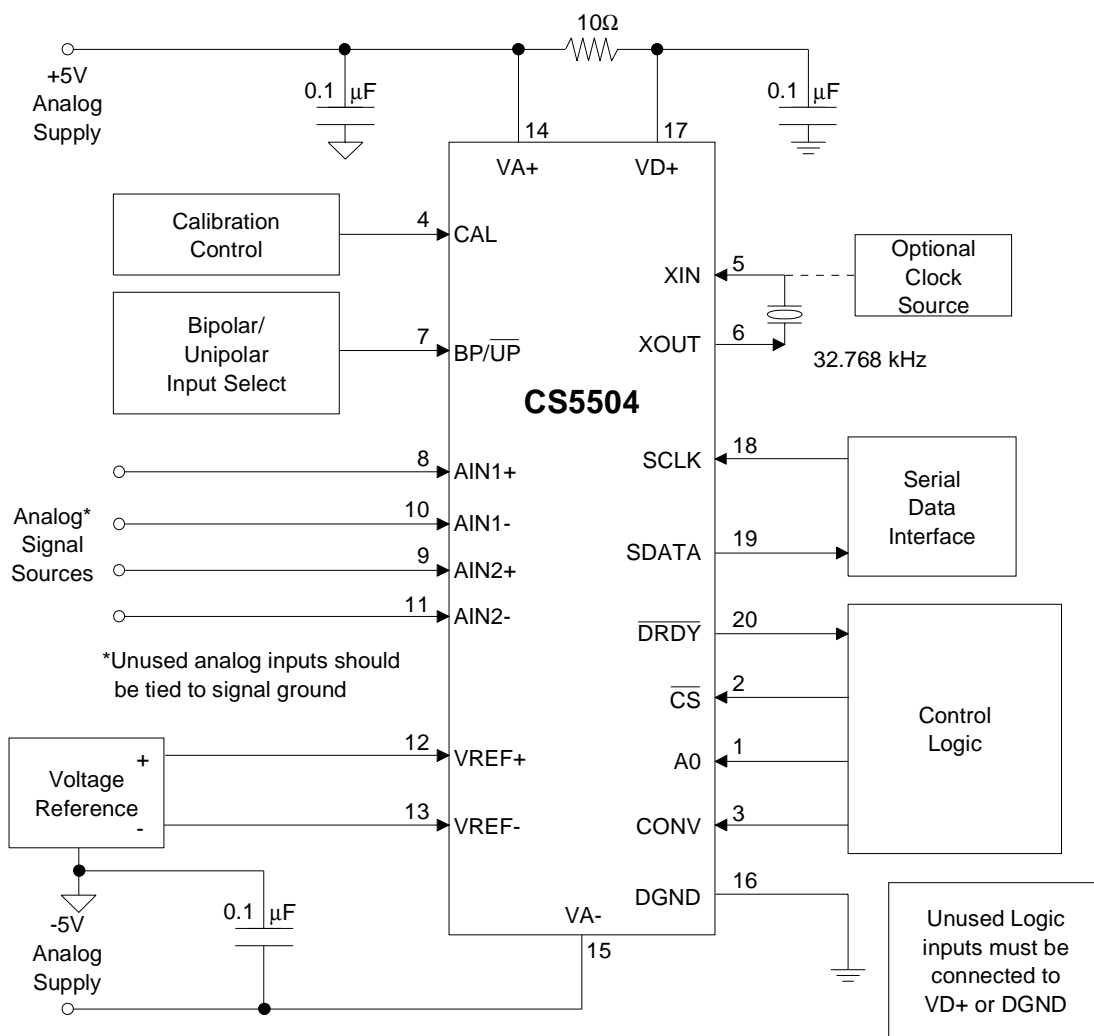 10Ω
+5V
Analog
Supply
0.1 μF
0.1 μF
14
17
VA+
VD+
Calibration
Control
4
CAL
XIN
5
Optional
Clock
Source
Bipolar/
Unipolar
Input Select
7
BP/U̅P̅
XOUT
6
32.768 kHz
CS5504
8
AIN1+
SCLK
18
Serial
Data
Interface
Analog*
Signal
Sources
10
AIN1-
9
AIN2+
SDATA
19
11
AIN2-
D̅R̅D̅Y̅
20
*Unused analog inputs should
be tied to signal ground
C̅S̅
2
Control
Logic
Voltage
Reference
+
-
12
VREF+
A0
1
13
VREF-
CONV
3
DGND
16
-5V
Analog
Supply
0.1 μF
VA-
15
Unused Logic
inputs must be
connected to
VD+ or DGND